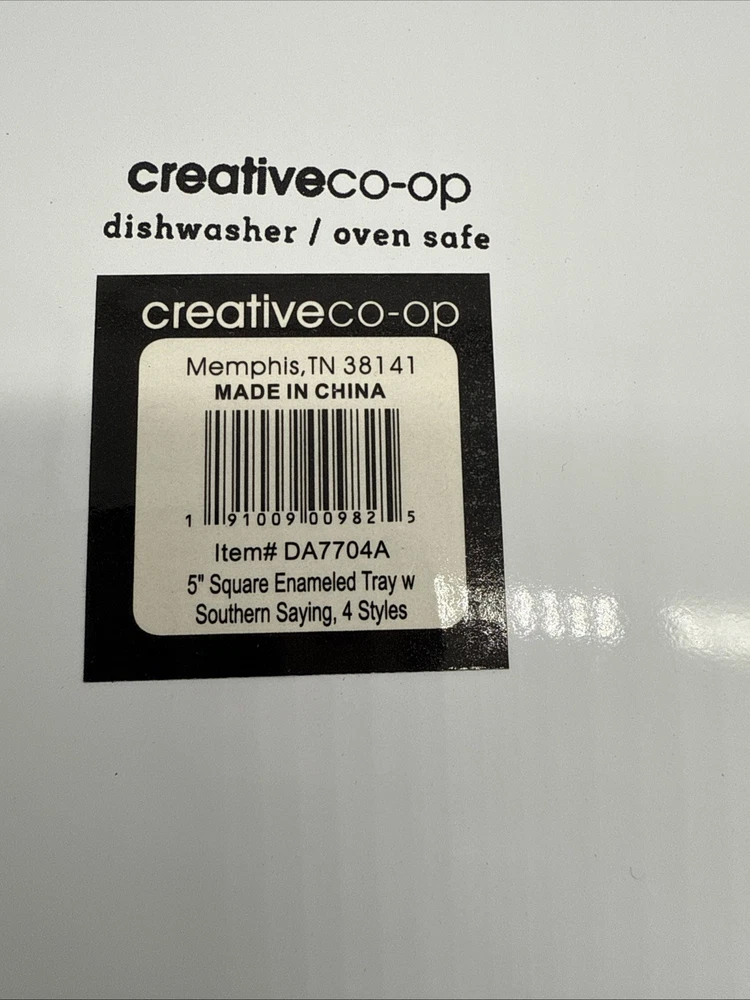 creativeco-op
dishwasher / oven safe
creativeco-op
Memphis,TN 38141
MADE IN CHINA
1 91009 00982 5
Item# DA7704A
5" Square Enameled Tray w
Southern Saying, 4 Styles